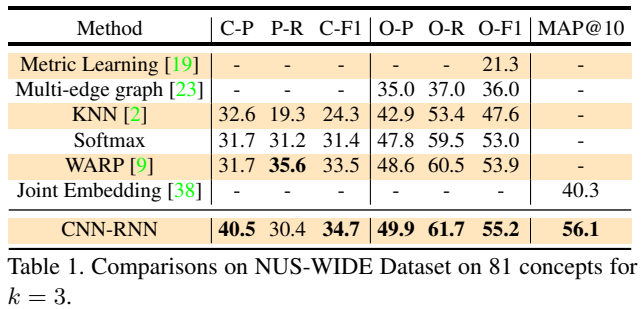 Method C-P P-R C-F1 O-P O-R O-F1 MAP@10
Metric Learning [19] - - - - - 21.3 -
Multi-edge graph [23] - - - 35.0 37.0 36.0 -
KNN [2] 32.6 19.3 24.3 42.9 53.4 47.6 -
Softmax 31.7 31.2 31.4 47.8 59.5 53.0 -
WARP [9] 31.7 35.6 33.5 48.6 60.5 53.9 -
Joint Embedding [38] - - - - - - 40.3
CNN-RNN 40.5 30.4 34.7 49.9 61.7 55.2 56.1
Table 1. Comparisons on NUS-WIDE Dataset on 81 concepts for
k = 3.